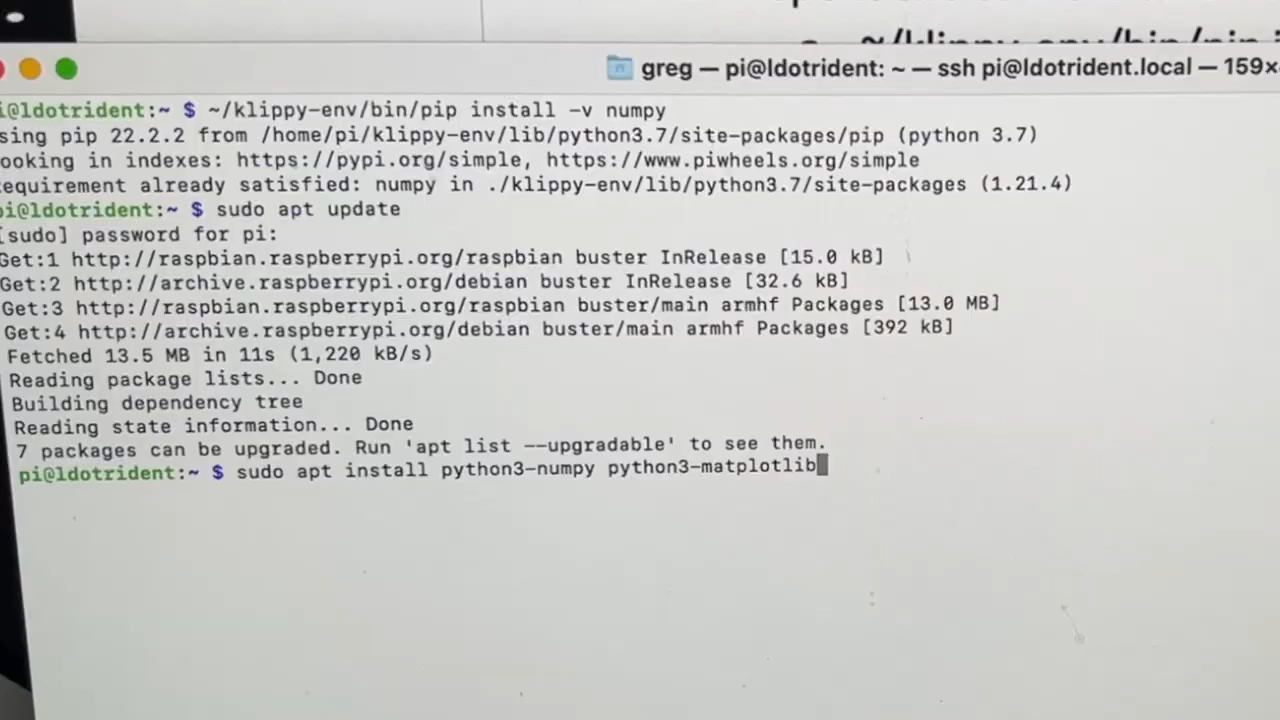 greg — pi@ldotrident: ~ — ssh pi@ldotrident.local — 159×
i@ldotrident:~ $ ~/klippy-env/bin/pip install -v numpy
sing pip 22.2.2 from /home/pi/klippy-env/lib/python3.7/site-packages/pip (python 3.7)
ooking in indexes: https://pypi.org/simple, https://www.piwheels.org/simple
equirement already satisfied: numpy in ./klippy-env/lib/python3.7/site-packages (1.21.4)
pi@ldotrident:~ $ sudo apt update
[sudo] password for pi:
Get:1 http://raspbian.raspberrypi.org/raspbian buster InRelease [15.0 kB]
Get:2 http://archive.raspberrypi.org/debian buster InRelease [32.6 kB]
Get:3 http://raspbian.raspberrypi.org/raspbian buster/main armhf Packages [13.0 MB]
Get:4 http://archive.raspberrypi.org/debian buster/main armhf Packages [392 kB]
Fetched 13.5 MB in 11s (1,220 kB/s)
Reading package lists... Done
Building dependency tree
Reading state information... Done
7 packages can be upgraded. Run 'apt list --upgradable' to see them.
pi@ldotrident:~ $ sudo apt install python3-numpy python3-matplotlib